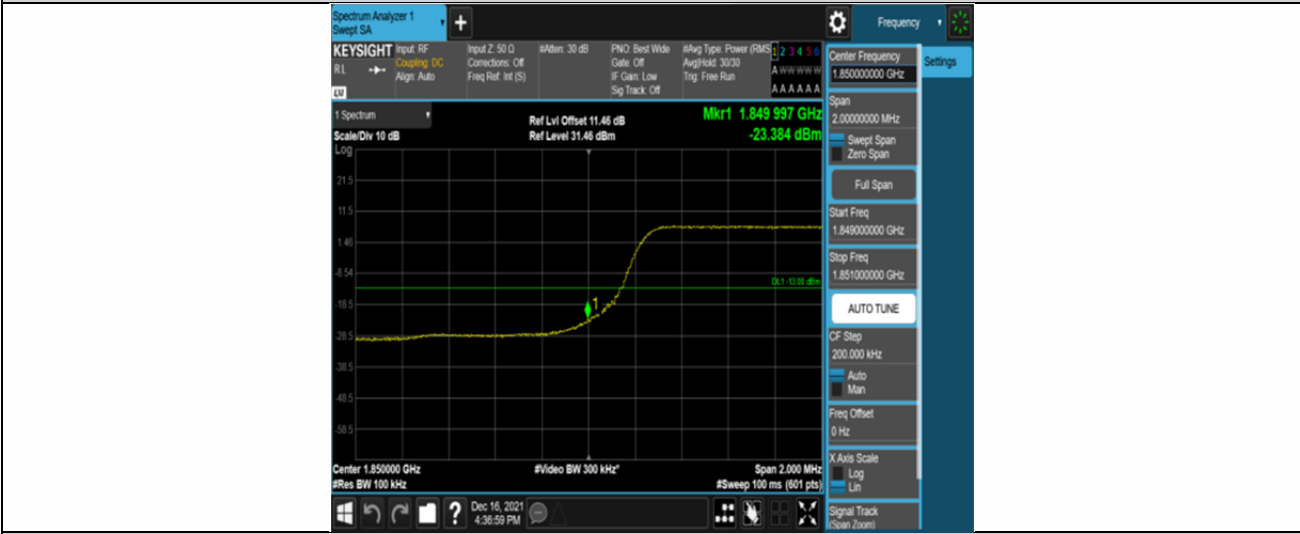 Spectrum Analyzer 1
Swept SA
+
Frequency
KEYSIGHT
RL
Input: RF
Coupling: DC
Align: Auto
Input Z: 50 Ω
Corrections: Off
Freq Ref: Int (S)
#Atten: 30 dB
PNO: Best Wide
Gate: Off
IF Gain: Low
Sig Track: Off
#Avg Type: Power (RMS
Avg|Hold: 30/30
Trig: Free Run
1 2 3 4 5 6
A W W W W W
A A A A A A
1 Spectrum
Scale/Div 10 dB
Log
Ref Lvl Offset 11.46 dB
Ref Level 31.46 dBm
Mkr1 1.849 997 GHz
-23.384 dBm
21.5
11.5
1.46
-8.54
-18.5
-28.5
-38.5
-48.5
-58.5
DL1 -13.00 dBm
1
Center 1.850000 GHz
#Res BW 100 kHz
#Video BW 300 kHz*
Span 2.000 MHz
#Sweep 100 ms (601 pts)
?
Dec 16, 2021
4:36:59 PM
Center Frequency
1.850000000 GHz
Settings
Span
2.00000000 MHz
Swept Span
Zero Span
Full Span
Start Freq
1.849000000 GHz
Stop Freq
1.851000000 GHz
AUTO TUNE
CF Step
200.000 kHz
Auto
Man
Freq Offset
0 Hz
X Axis Scale
Log
Lin
Signal Track
(Span Zoom)